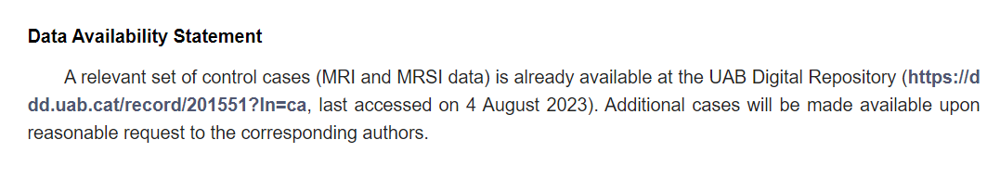 Data Availability Statement
A relevant set of control cases (MRI and MRSI data) is already available at the UAB Digital Repository (https://d
dd.uab.cat/record/201551?ln=ca, last accessed on 4 August 2023). Additional cases will be made available upon
reasonable request to the corresponding authors.